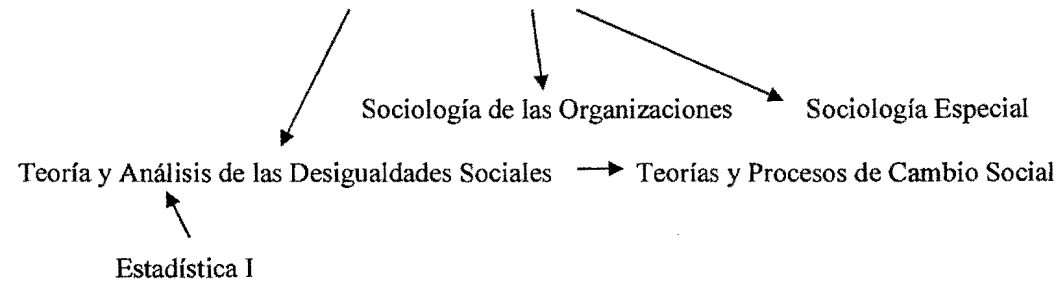 Sociología de las Organizaciones Sociología Especial
Teoría y Análisis de las Desigualdades Sociales Teorías y Procesos de Cambio Social
Estadística I